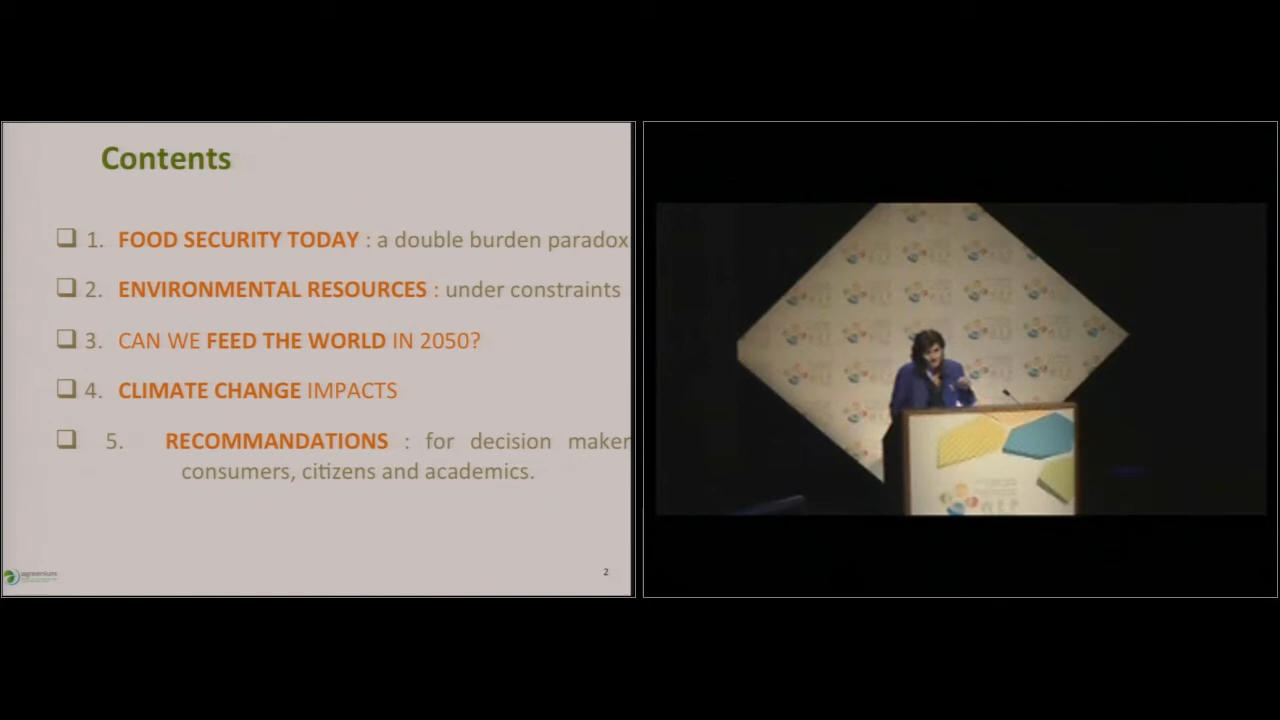 Contents
❑ 1. FOOD SECURITY TODAY : a double burden paradox
❑ 2. ENVIRONMENTAL RESOURCES : under constraints
❑ 3. CAN WE FEED THE WORLD IN 2050?
❑ 4. CLIMATE CHANGE IMPACTS
❑ 5. RECOMMANDATIONS : for decision maker
consumers, citizens and academics.
agreenium
2